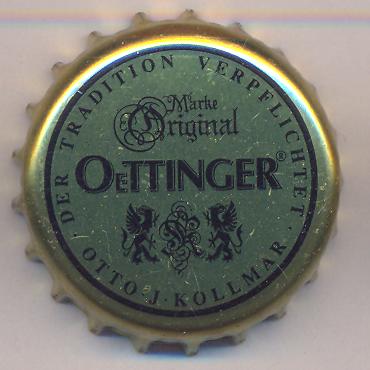 DER TRADITION VERPFLICHTET
Marke
Original
OETTINGER®
· OTTO · J · KOLLMAR ·